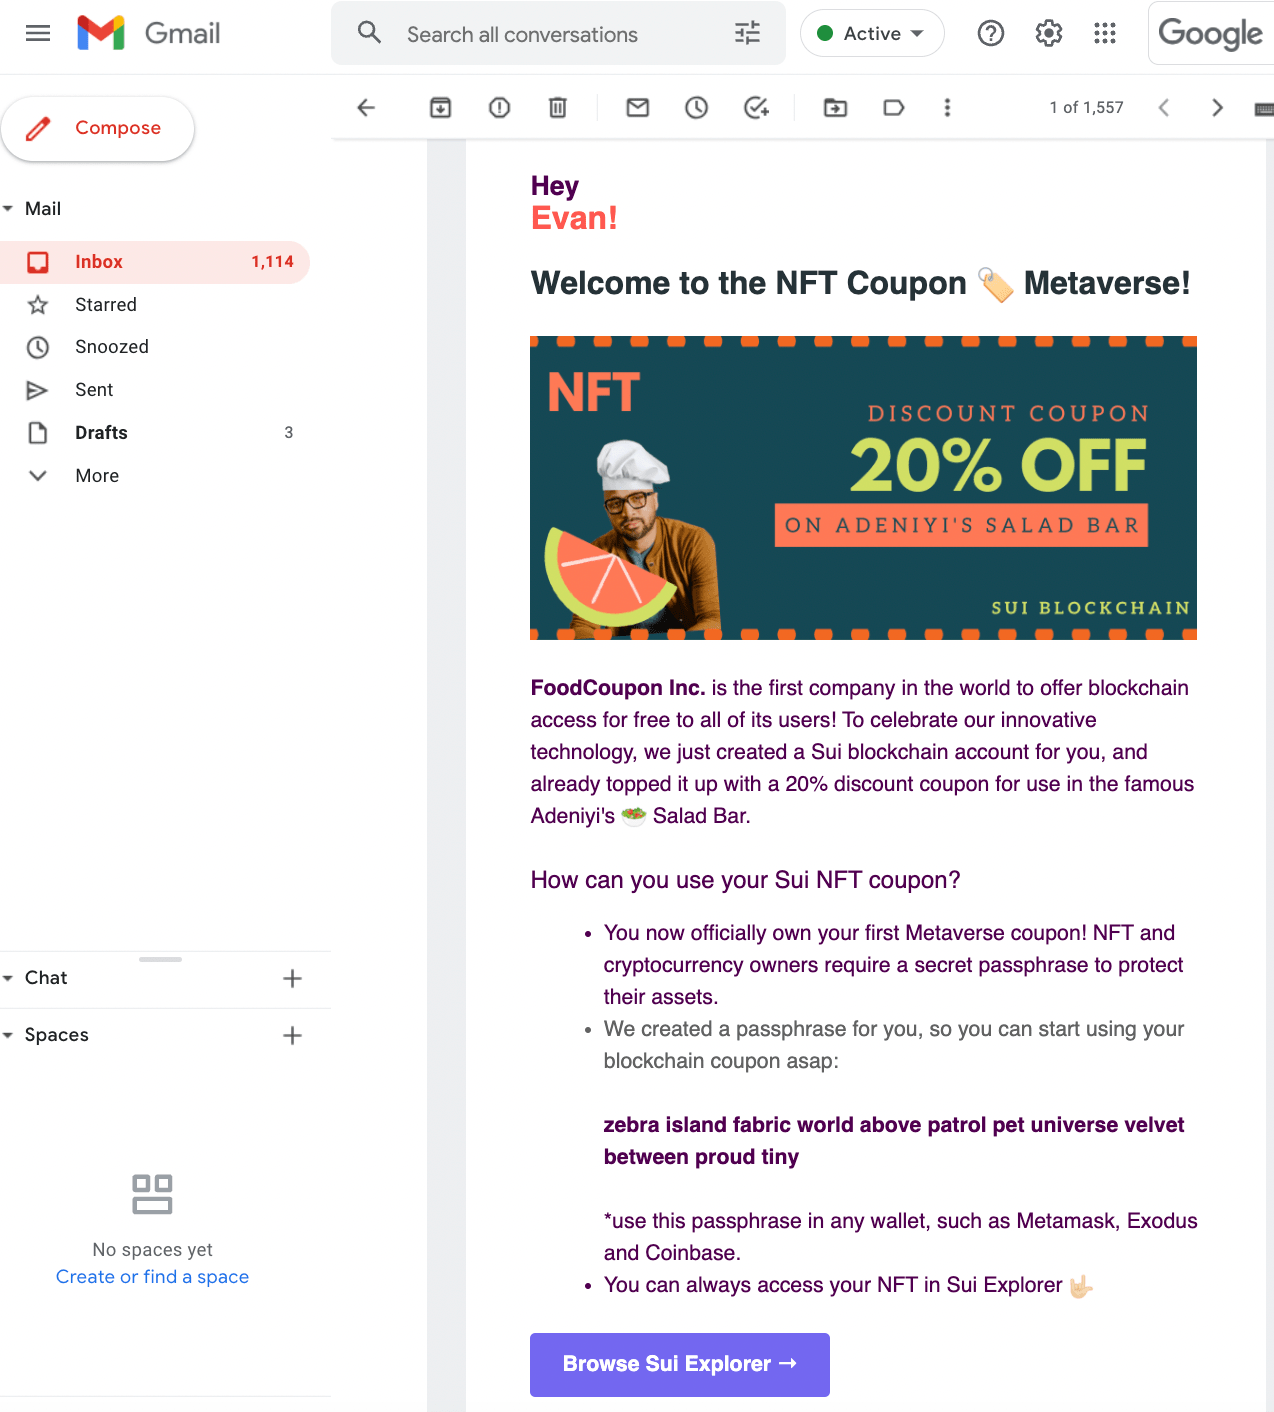 Gmail
Search all conversations
Active
Google
Compose
1 of 1,557
Mail
Inbox 1,114
Starred
Snoozed
Sent
Drafts 3
More
Chat
Spaces
No spaces yet
Create or find a space
Hey
Evan!
Welcome to the NFT Coupon 🏷️ Metaverse!
NFT
DISCOUNT COUPON
20% OFF
ON ADENIYI'S SALAD BAR
SUI BLOCKCHAIN
FoodCoupon Inc. is the first company in the world to offer blockchain
access for free to all of its users! To celebrate our innovative
technology, we just created a Sui blockchain account for you, and
already topped it up with a 20% discount coupon for use in the famous
Adeniyi's 🥗 Salad Bar.
How can you use your Sui NFT coupon?
• You now officially own your first Metaverse coupon! NFT and
cryptocurrency owners require a secret passphrase to protect
their assets.
• We created a passphrase for you, so you can start using your
blockchain coupon asap:
zebra island fabric world above patrol pet universe velvet
between proud tiny
*use this passphrase in any wallet, such as Metamask, Exodus
and Coinbase.
• You can always access your NFT in Sui Explorer 🤟🏻
Browse Sui Explorer →